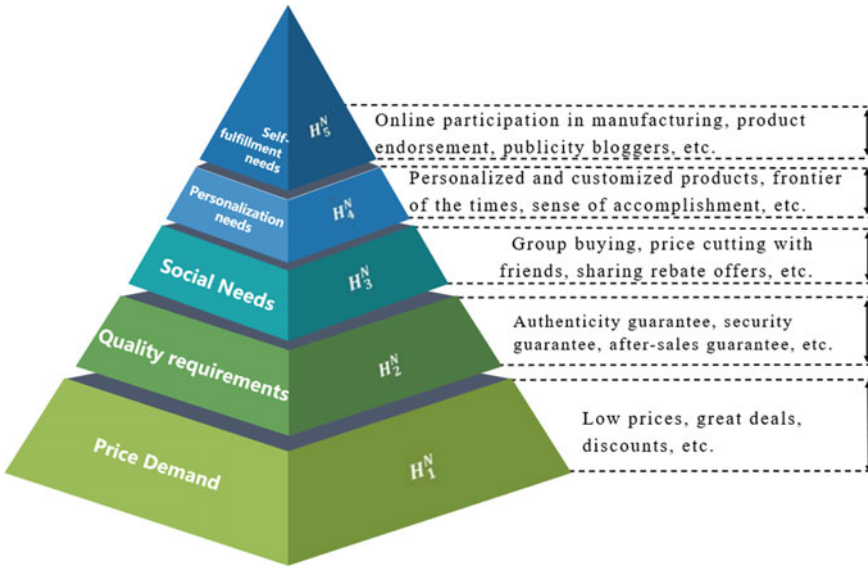 Self-
fulfillment needs
H₅ᴺ
Online participation in manufacturing, product
endorsement, publicity bloggers, etc.
Personalization
needs
H₄ᴺ
Personalized and customized products, frontier
of the times, sense of accomplishment, etc.
Social Needs
H₃ᴺ
Group buying, price cutting with
friends, sharing rebate offers, etc.
Quality requirements
H₂ᴺ
Authenticity guarantee, security
guarantee, after-sales guarantee, etc.
Price Demand
H₁ᴺ
Low prices, great deals,
discounts, etc.